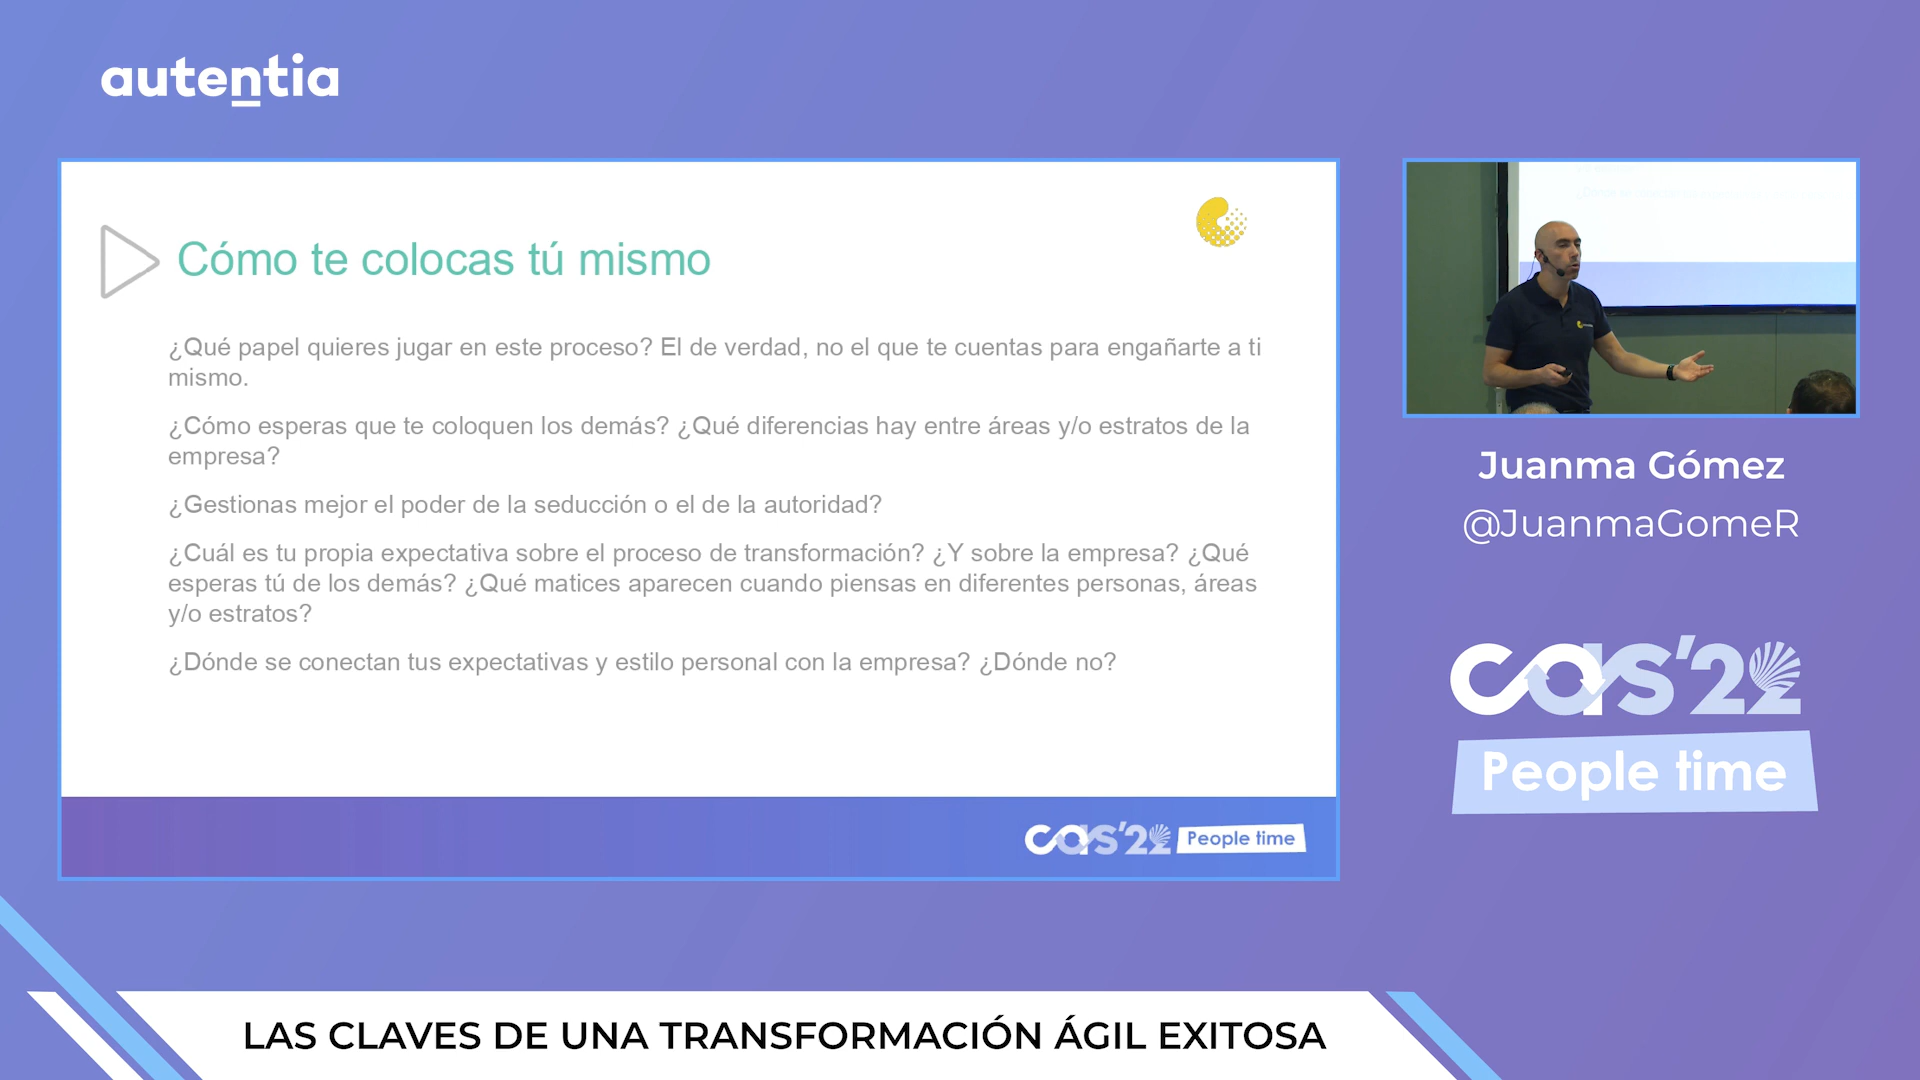 autentia
Cómo te colocas tú mismo
¿Qué papel quieres jugar en este proceso? El de verdad, no el que te cuentas para engañarte a ti
mismo.
¿Cómo esperas que te coloquen los demás? ¿Qué diferencias hay entre áreas y/o estratos de la
empresa?
¿Gestionas mejor el poder de la seducción o el de la autoridad?
¿Cuál es tu propia expectativa sobre el proceso de transformación? ¿Y sobre la empresa? ¿Qué
esperas tú de los demás? ¿Qué matices aparecen cuando piensas en diferentes personas, áreas
y/o estratos?
¿Dónde se conectan tus expectativas y estilo personal con la empresa? ¿Dónde no?
cas'22 People time
Juanma Gómez
@JuanmaGomeR
cas'22
People time
LAS CLAVES DE UNA TRANSFORMACIÓN ÁGIL EXITOSA